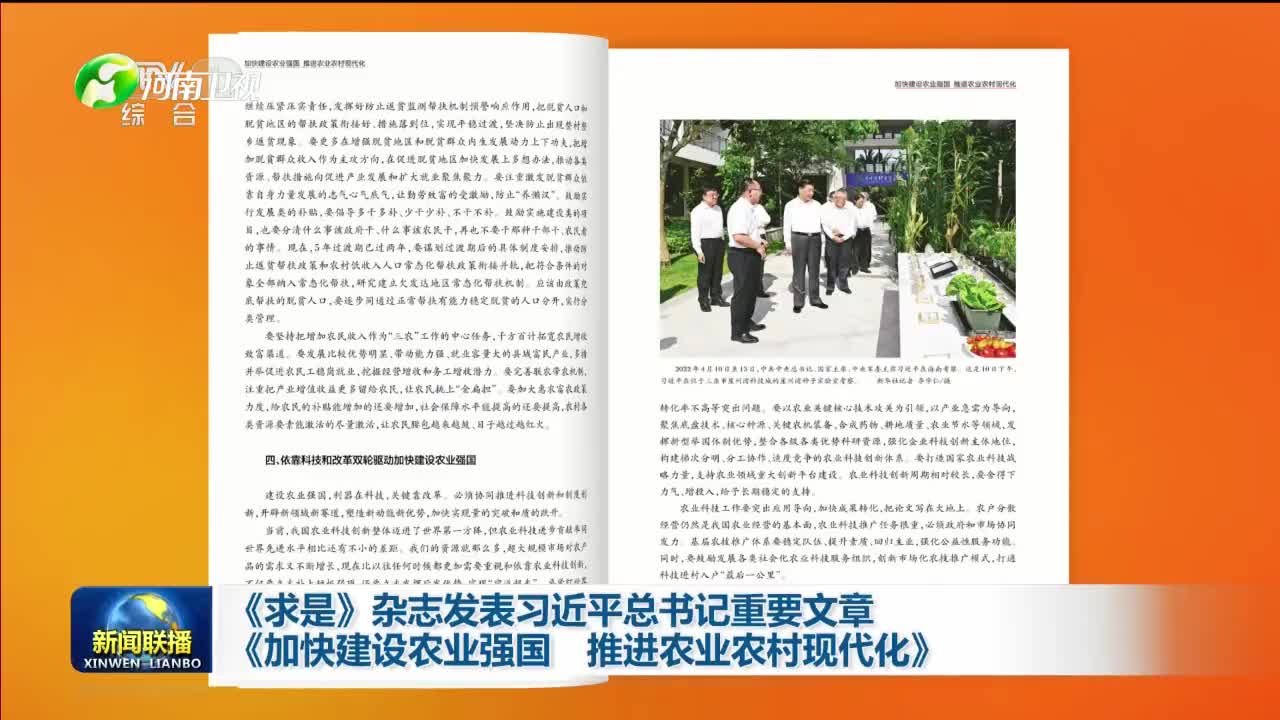 河南卫视
综合
加快建设农业强国 推进农业农村现代化
继续压紧压实责任，发挥好防止返贫监测帮扶机制预警响应作用，把脱贫人口和
脱贫地区的帮扶政策衔接好、措施落到位，实现平稳过渡，坚决防止出现整村整
乡返贫现象。要更多在增强脱贫地区和脱贫群众内生发展动力上下功夫，把增
加脱贫群众收入作为主攻方向，在促进脱贫地区加快发展上多想办法，推动各类
资源、帮扶措施向促进产业发展和扩大就业聚焦聚力。要注重激发脱贫群众依
靠自身力量发展的志气心气底气，让勤劳致富的受激励，防止“养懒汉”。鼓励实
行发展类的补贴，要倡导多干多补、少干少补、不干不补。鼓励实施建设类的项
目，也要分清什么事该政府干、什么事该农民干，再也不要干那种干部干、农民看
的事情。现在，5年过渡期已过两年，要谋划过渡期后的具体制度安排，推动防
止返贫帮扶政策和农村低收入人口常态化帮扶政策衔接并轨，把符合条件的对
象全部纳入常态化帮扶，研究建立欠发达地区常态化帮扶机制。应该由政策兜
底帮扶的脱贫人口，要逐步同通过正常帮扶有能力稳定脱贫的人口分开，实行分
类管理。
要坚持把增加农民收入作为“三农”工作的中心任务，千方百计拓宽农民增收
致富渠道。要发展比较优势明显、带动能力强、就业容量大的县域富民产业，多措
并举促进农民工稳岗就业，挖掘经营增收和务工增收潜力。要完善联农带农机制，
注重把产业增值收益更多留给农民，让农民挑上“金扁担”。要加大惠农富农政策
力度，给农民的补贴能增加的还要增加，社会保障水平能提高的还要提高，农村各
类资源要素能激活的尽量激活，让农民腰包越来越鼓、日子越过越红火。
四、依靠科技和改革双轮驱动加快建设农业强国
建设农业强国，利器在科技，关键靠改革。必须协同推进科技创新和制度创
新，开辟新领域新赛道，塑造新动能新优势，加快实现量的突破和质的跃升。
当前，我国农业科技创新整体迈进了世界第一方阵，但农业科技进步贡献率同
世界先进水平相比还有不小的差距。我们的资源就那么多，超大规模市场对农产
品的需求又不断增长，现在比以往任何时候都更加需要重视和依靠农业科技创新。
加快建设农业强国 推进农业农村现代化
2022年4月10日至13日，中共中央总书记、国家主席、中央军委主席习近平在海南考察。这是10日下午，
习近平在位于三亚市崖州湾科技城的崖州湾种子实验室考察。 新华社记者 李学仁/摄
转化率不高等突出问题。要以农业关键核心技术攻关为引领，以产业急需为导向，
聚焦底盘技术、核心种源、关键农机装备、合成药物、耕地质量、农业节水等领域，发
挥新型举国体制优势，整合各级各类优势科研资源，强化企业科技创新主体地位，
构建梯次分明、分工协作、适度竞争的农业科技创新体系。要打造国家农业科技战
略力量，支持农业领域重大创新平台建设。农业科技创新周期相对较长，要舍得下
力气、增投入，给予长期稳定的支持。
农业科技工作要突出应用导向，加快成果转化，把论文写在大地上。农户分散
经营仍然是我国农业经营的基本面，农业科技推广任务很重，必须政府和市场协同
发力。基层农技推广体系要稳定队伍、提升素质、回归主业，强化公益性服务功能。
同时，要鼓励发展各类社会化农业科技服务组织，创新市场化农技推广模式，打通
科技进村入户“最后一公里”。
新闻联播
XINWEN LIANBO
《求是》杂志发表习近平总书记重要文章
《加快建设农业强国 推进农业农村现代化》